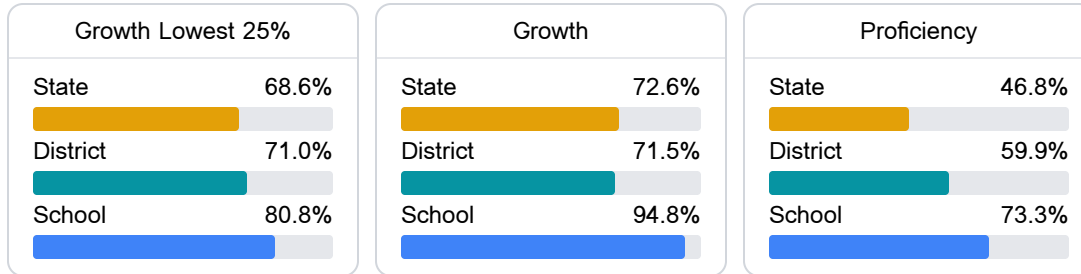 Growth Lowest 25%
State 68.6%
District 71.0%
School 80.8%
Growth
State 72.6%
District 71.5%
School 94.8%
Proficiency
State 46.8%
District 59.9%
School 73.3%